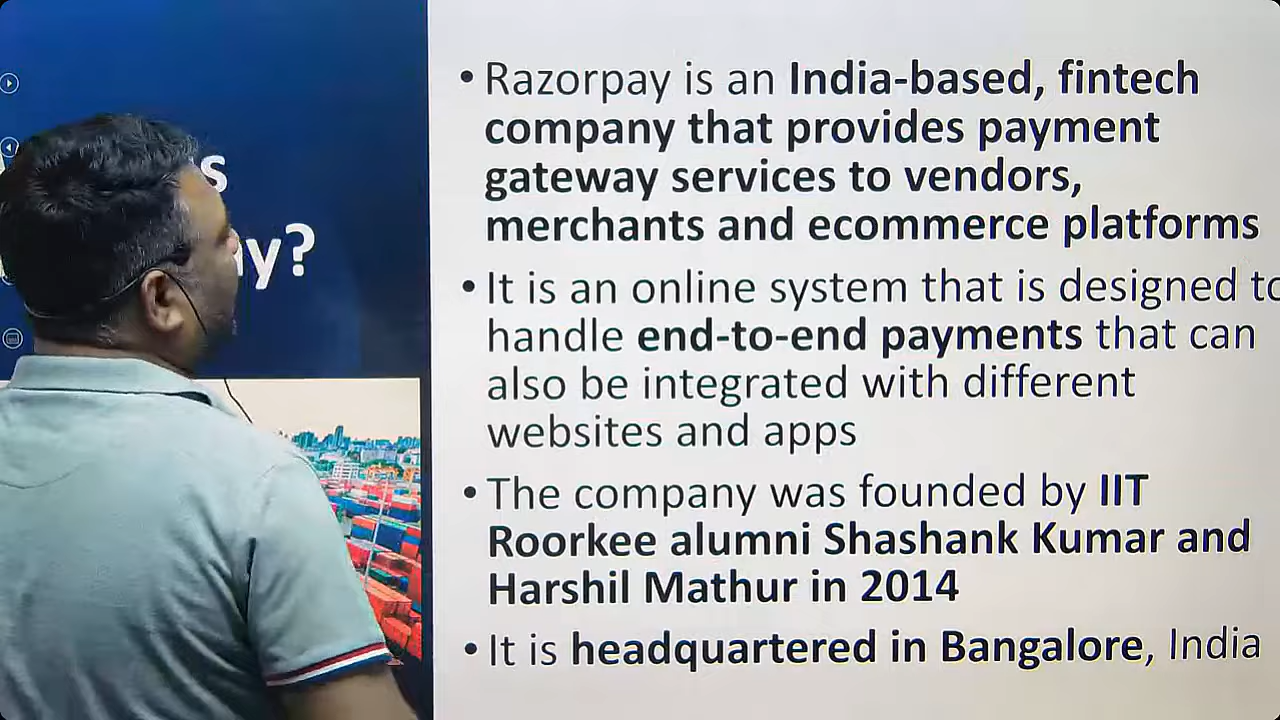 s
y?
• Razorpay is an India-based, fintech
company that provides payment
gateway services to vendors,
merchants and ecommerce platforms
• It is an online system that is designed to
handle end-to-end payments that can
also be integrated with different
websites and apps
• The company was founded by IIT
Roorkee alumni Shashank Kumar and
Harshil Mathur in 2014
• It is headquartered in Bangalore, India